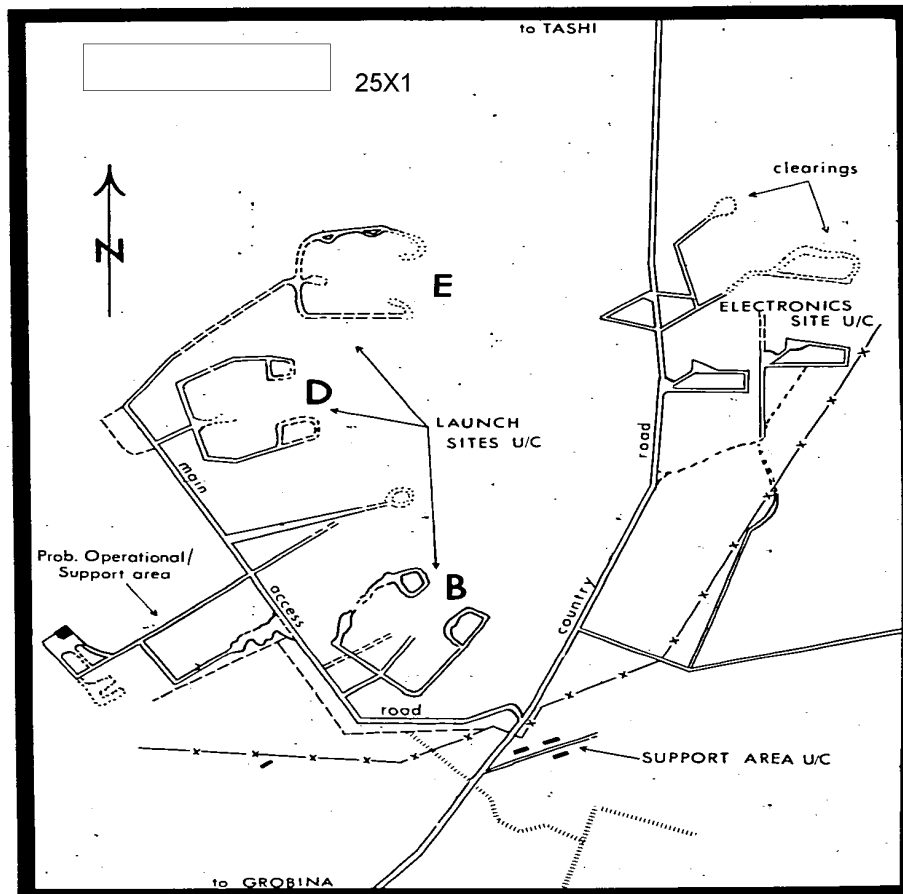 to TASHI
25X1
clearings
N
E
ELECTRONICS
SITE U/C
D
LAUNCH
SITES U/C
road
main
Prob. Operational/
Support area
access
B
country
road
SUPPORT AREA U/C
to GROBINA